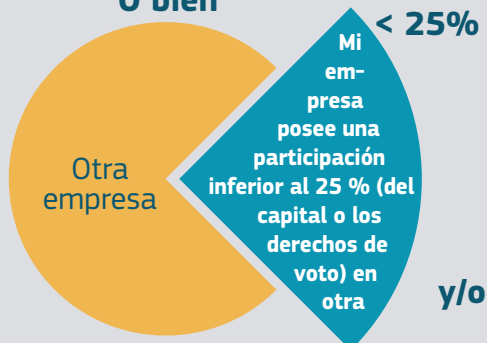 O bien
< 25%
Mi
em-
presa
posee una
participación
inferior al 25 % (del
capital o los
derechos de
voto) en
otra
Otra
empresa
y/o